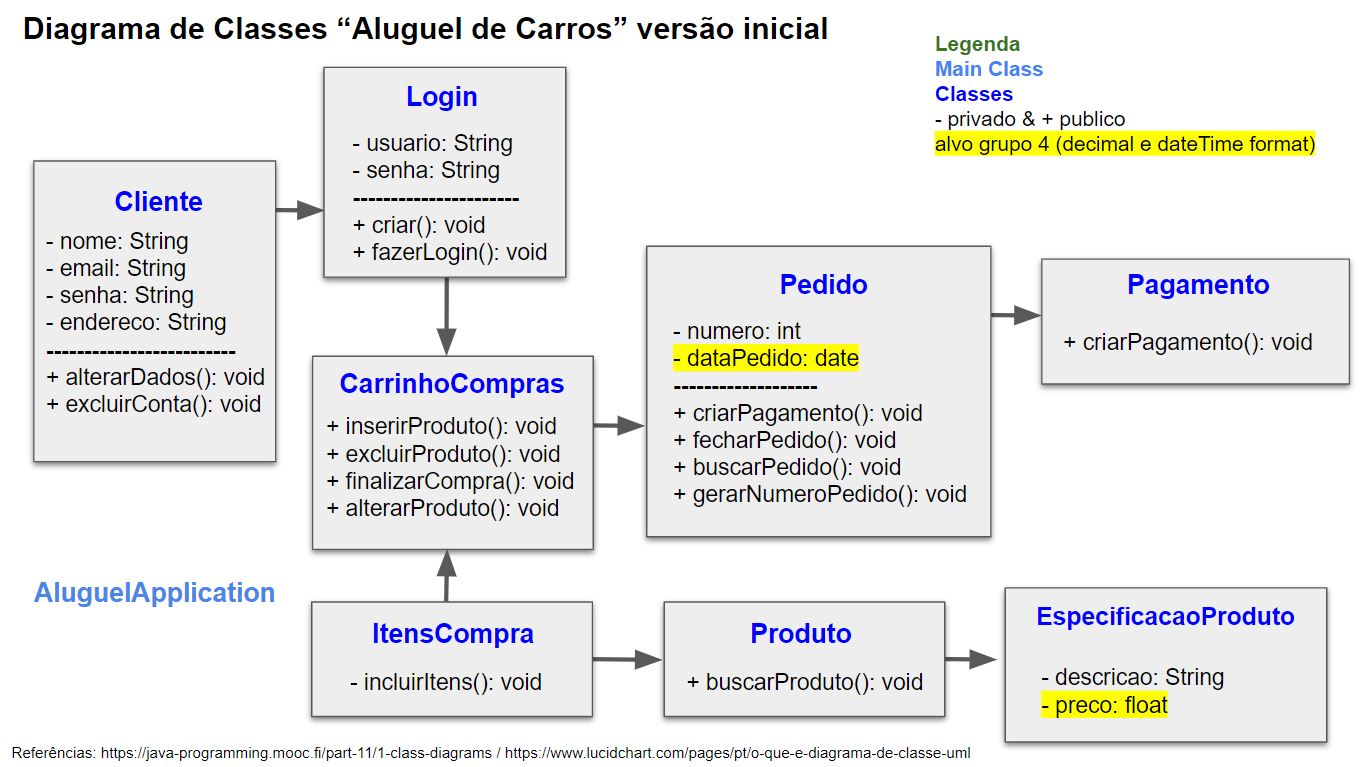 Diagrama de Classes “Aluguel de Carros” versão inicial
Legenda
Main Class
Classes
- privado & + publico
alvo grupo 4 (decimal e dateTime format)
Login
- usuario: String
- senha: String
----------------------
+ criar(): void
+ fazerLogin(): void
Cliente
- nome: String
- email: String
- senha: String
- endereco: String
-------------------------
+ alterarDados(): void
+ excluirConta(): void
CarrinhoCompras
+ inserirProduto(): void
+ excluirProduto(): void
+ finalizarCompra(): void
+ alterarProduto(): void
Pedido
- numero: int
- dataPedido: date
-------------------
+ criarPagamento(): void
+ fecharPedido(): void
+ buscarPedido(): void
+ gerarNumeroPedido(): void
Pagamento
+ criarPagamento(): void
AluguelApplication
ItensCompra
- incluirItens(): void
Produto
+ buscarProduto(): void
EspecificacaoProduto
- descricao: String
- preco: float
Referências: https://java-programming.mooc.fi/part-11/1-class-diagrams / https://www.lucidchart.com/pages/pt/o-que-e-diagrama-de-classe-uml